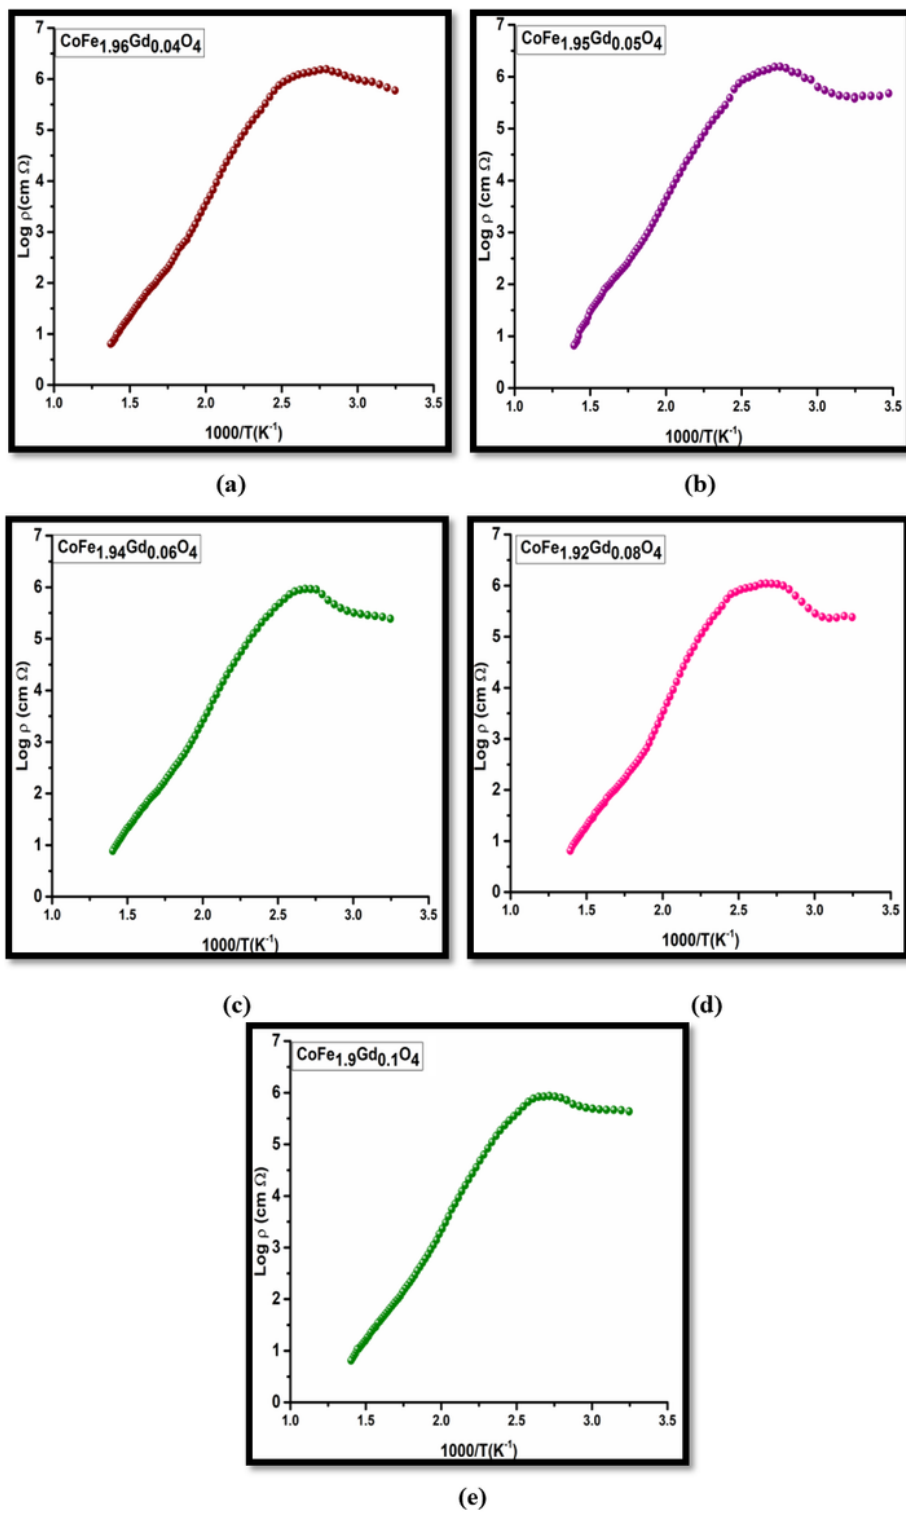 CoFe1.96Gd0.04O4
7
6
5
4
3
2
1
0
Log ρ(cm Ω)
1.0 1.5 2.0 2.5 3.0 3.5
1000/T(K-1)
(a)
CoFe1.95Gd0.05O4
7
6
5
4
3
2
1
0
Log ρ (cm Ω)
1.0 1.5 2.0 2.5 3.0 3.5
1000/T(K-1)
(b)
CoFe1.94Gd0.06O4
7
6
5
4
3
2
1
0
Log ρ (cm Ω)
1.0 1.5 2.0 2.5 3.0 3.5
1000/T(K-1)
(c)
CoFe1.92Gd0.08O4
7
6
5
4
3
2
1
0
Log ρ (cm Ω)
1.0 1.5 2.0 2.5 3.0 3.5
1000/T(K-1)
(d)
CoFe1.9Gd0.1O4
7
6
5
4
3
2
1
0
Log ρ (cm Ω)
1.0 1.5 2.0 2.5 3.0 3.5
1000/T(K-1)
(e)